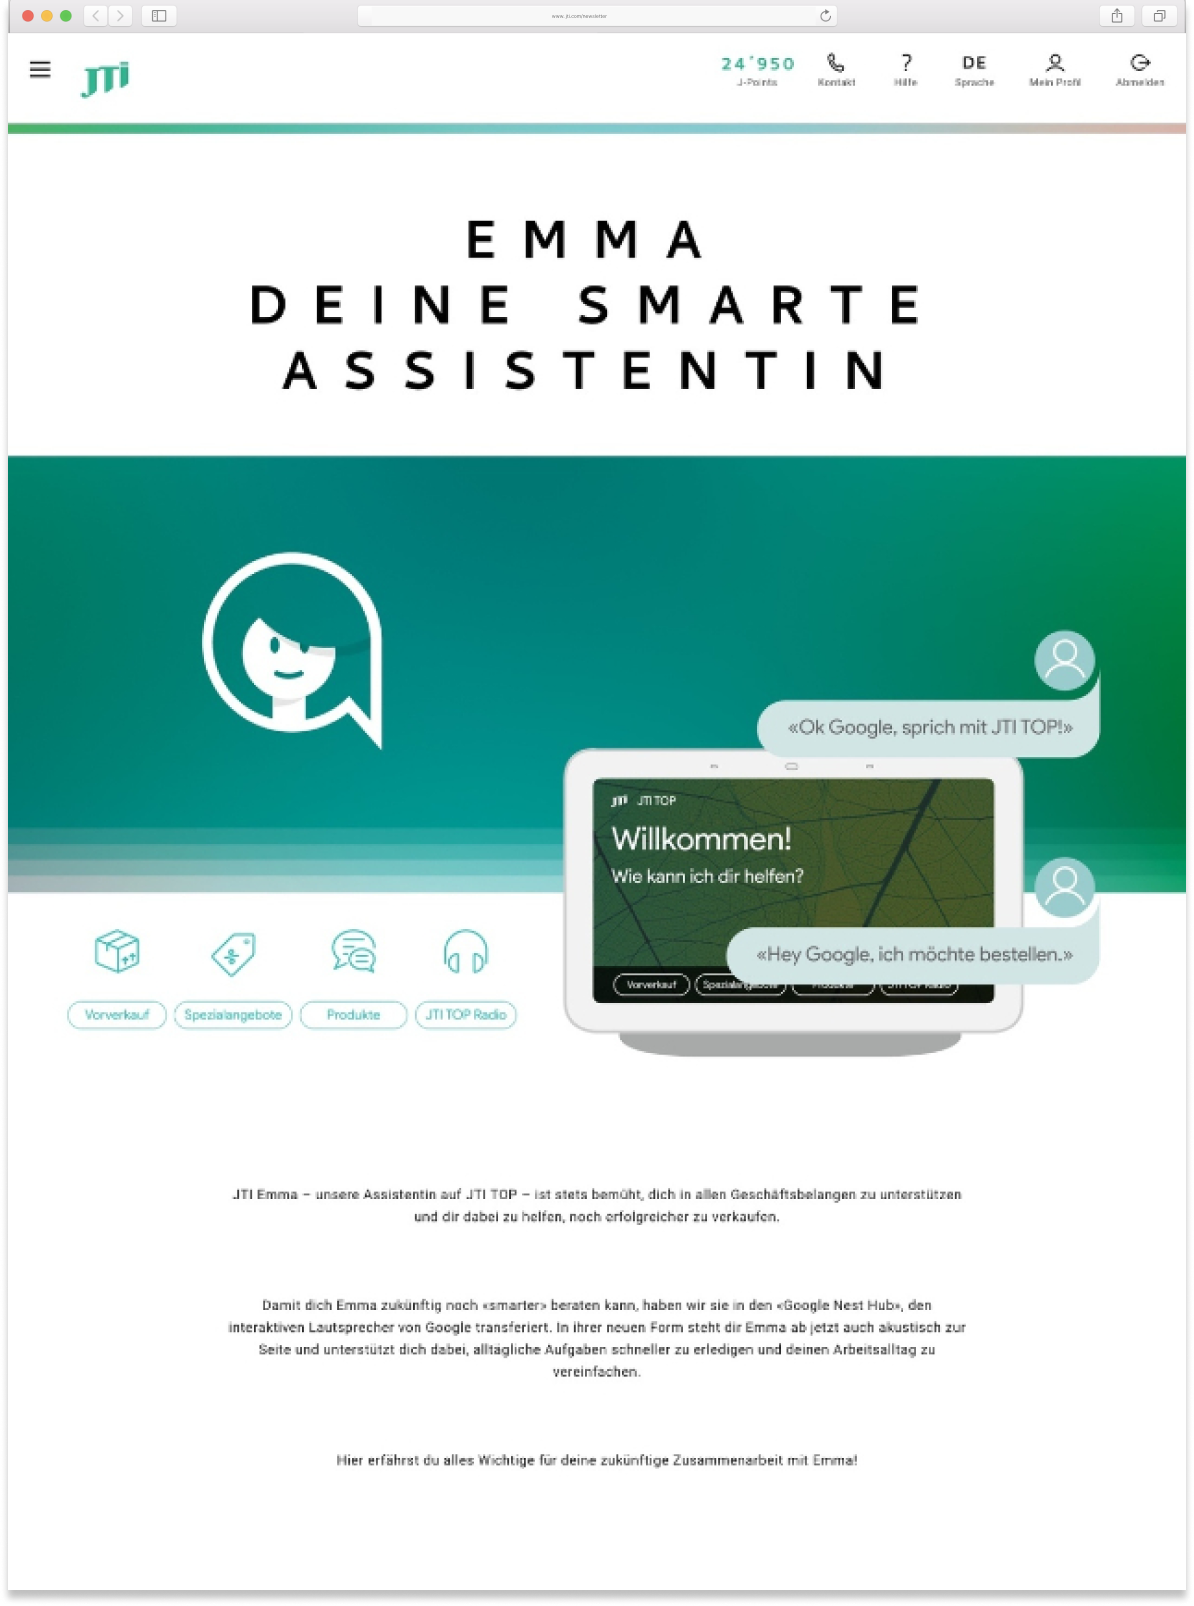 www.jti.com/newsletter
JTI
24'950
J-Points
Kontakt
?
Hilfe
DE
Sprache
Mein Profil
Abmelden
EMMA
DEINE SMARTE
ASSISTENTIN
«Ok Google, sprich mit JTI TOP!»
JTI JTI TOP
Willkommen!
Wie kann ich dir helfen?
«Hey Google, ich möchte bestellen.»
Vorverkauf Spezialangebote Produkte JTI TOP Radio
Vorverkauf Spezialangebote Produkte JTI TOP Radio
JTI Emma – unsere Assistentin auf JTI TOP – ist stets bemüht, dich in allen Geschäftsbelangen zu unterstützen
und dir dabei zu helfen, noch erfolgreicher zu verkaufen.
Damit dich Emma zukünftig noch «smarter» beraten kann, haben wir sie in den «Google Nest Hub», den
interaktiven Lautsprecher von Google transferiert. In ihrer neuen Form steht dir Emma ab jetzt auch akustisch zur
Seite und unterstützt dich dabei, alltägliche Aufgaben schneller zu erledigen und deinen Arbeitsalltag zu
vereinfachen.
Hier erfährst du alles Wichtige für deine zukünftige Zusammenarbeit mit Emma!